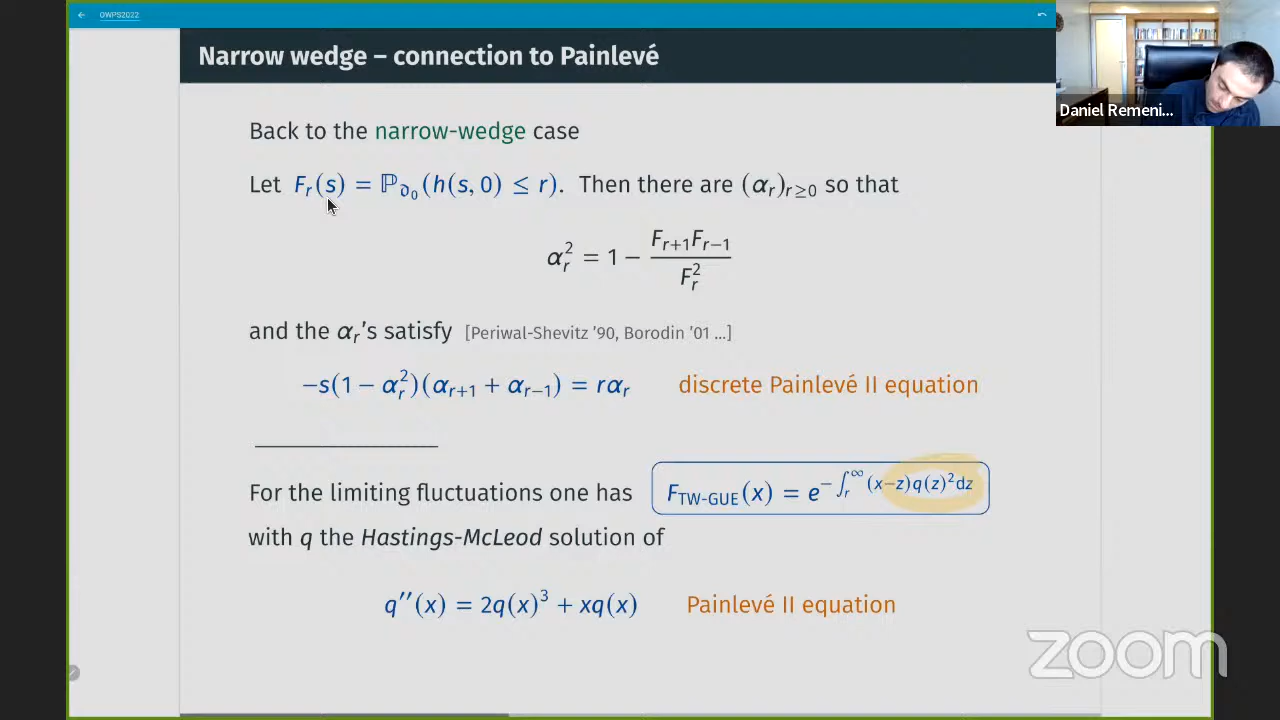 OWPS2022
Narrow wedge – connection to Painlevé
Daniel Remeni...
Back to the narrow-wedge case
Let F_r(s) = ℙ_{𝔡_0}(h(s, 0) ≤ r). Then there are (α_r)_{r≥0} so that
α_r^2 = 1 − F_{r+1}F_{r−1} / F_r^2
and the α_r's satisfy [Periwal-Shevitz '90, Borodin '01 ...]
−s(1 − α_r^2)(α_{r+1} + α_{r−1}) = rα_r discrete Painlevé II equation
For the limiting fluctuations one has F_{TW-GUE}(x) = e^{−∫_r^∞ (x−z)q(z)^2dz}
with q the Hastings-McLeod solution of
q′′(x) = 2q(x)^3 + xq(x) Painlevé II equation
zoom